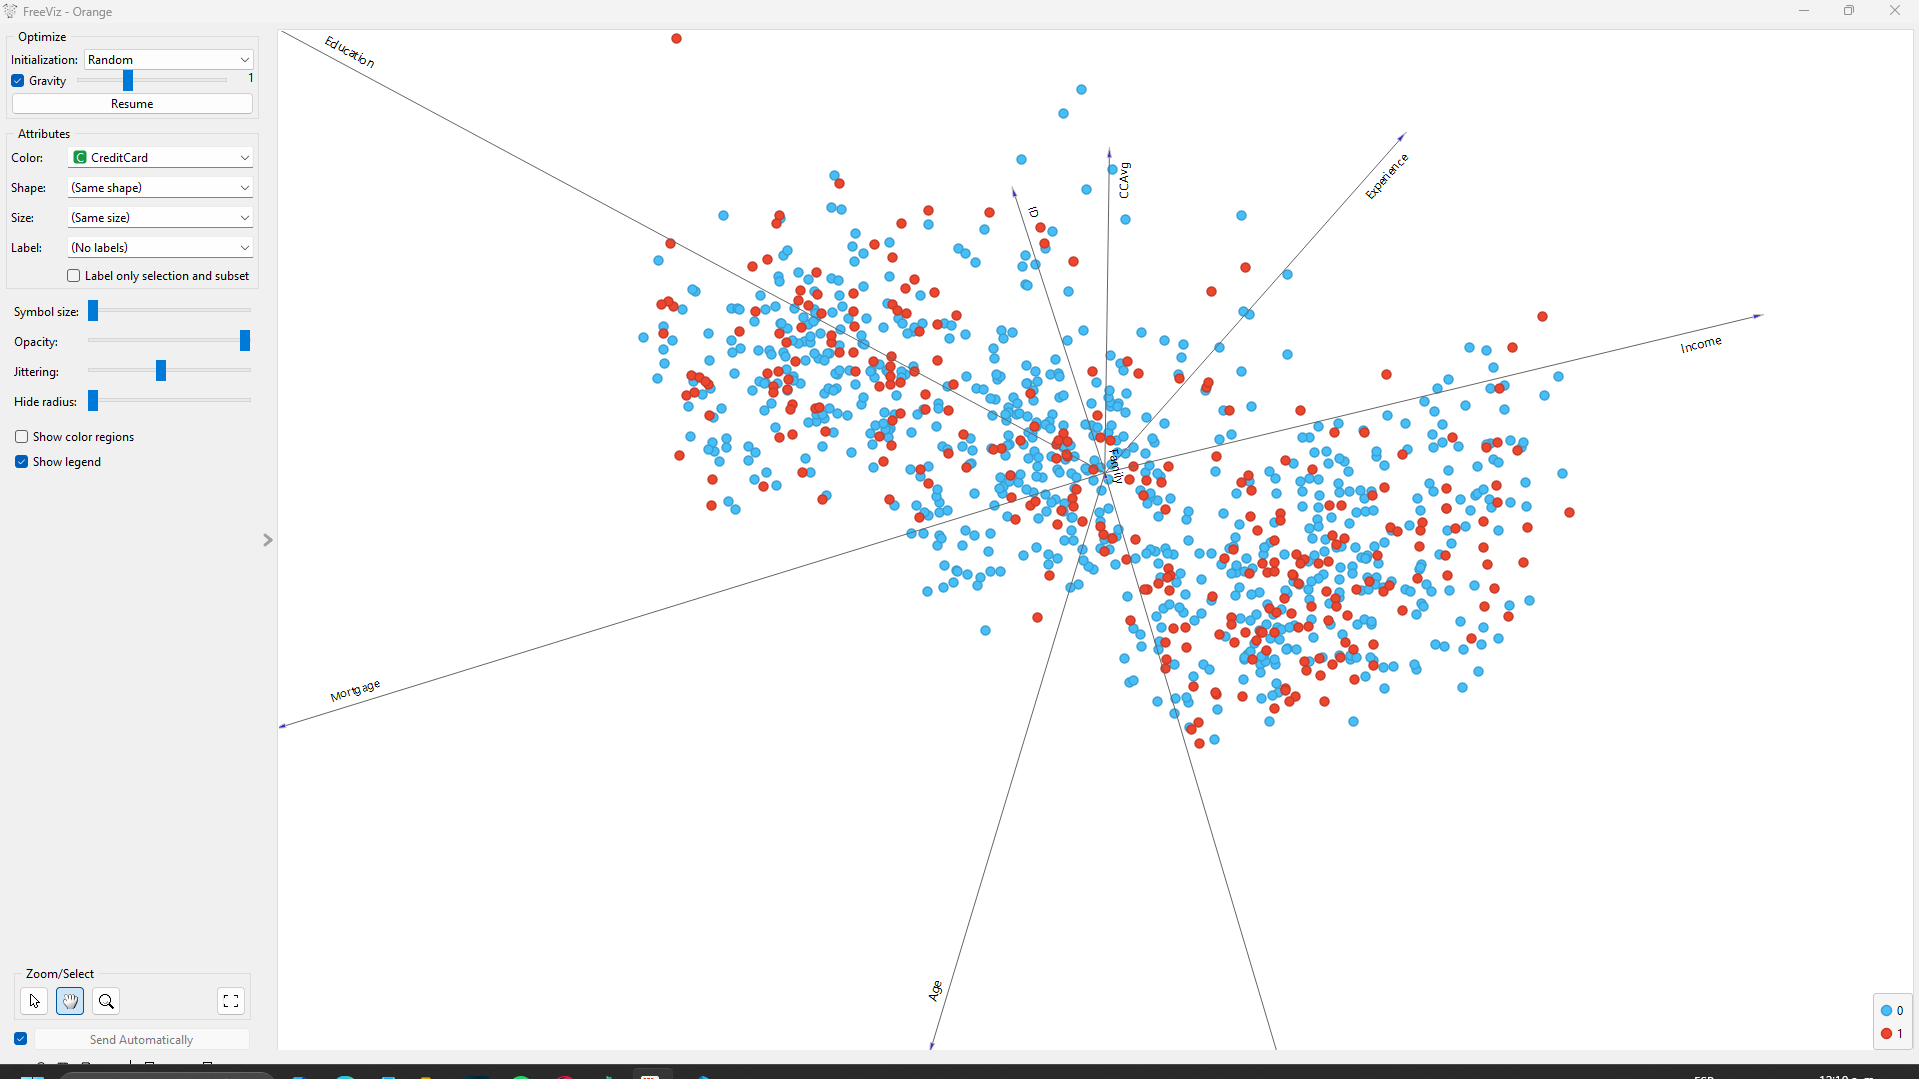 FreeViz - Orange
Optimize
Initialization: Random
Gravity 1
Resume
Attributes
Color: C CreditCard
Shape: (Same shape)
Size: (Same size)
Label: (No labels)
Label only selection and subset
Symbol size:
Opacity:
Jittering:
Hide radius:
Show color regions
Show legend
Zoom/Select
Send Automatically
Education
CCAvg
ID
Experience
Income
Family
Mortgage
Age
0
1